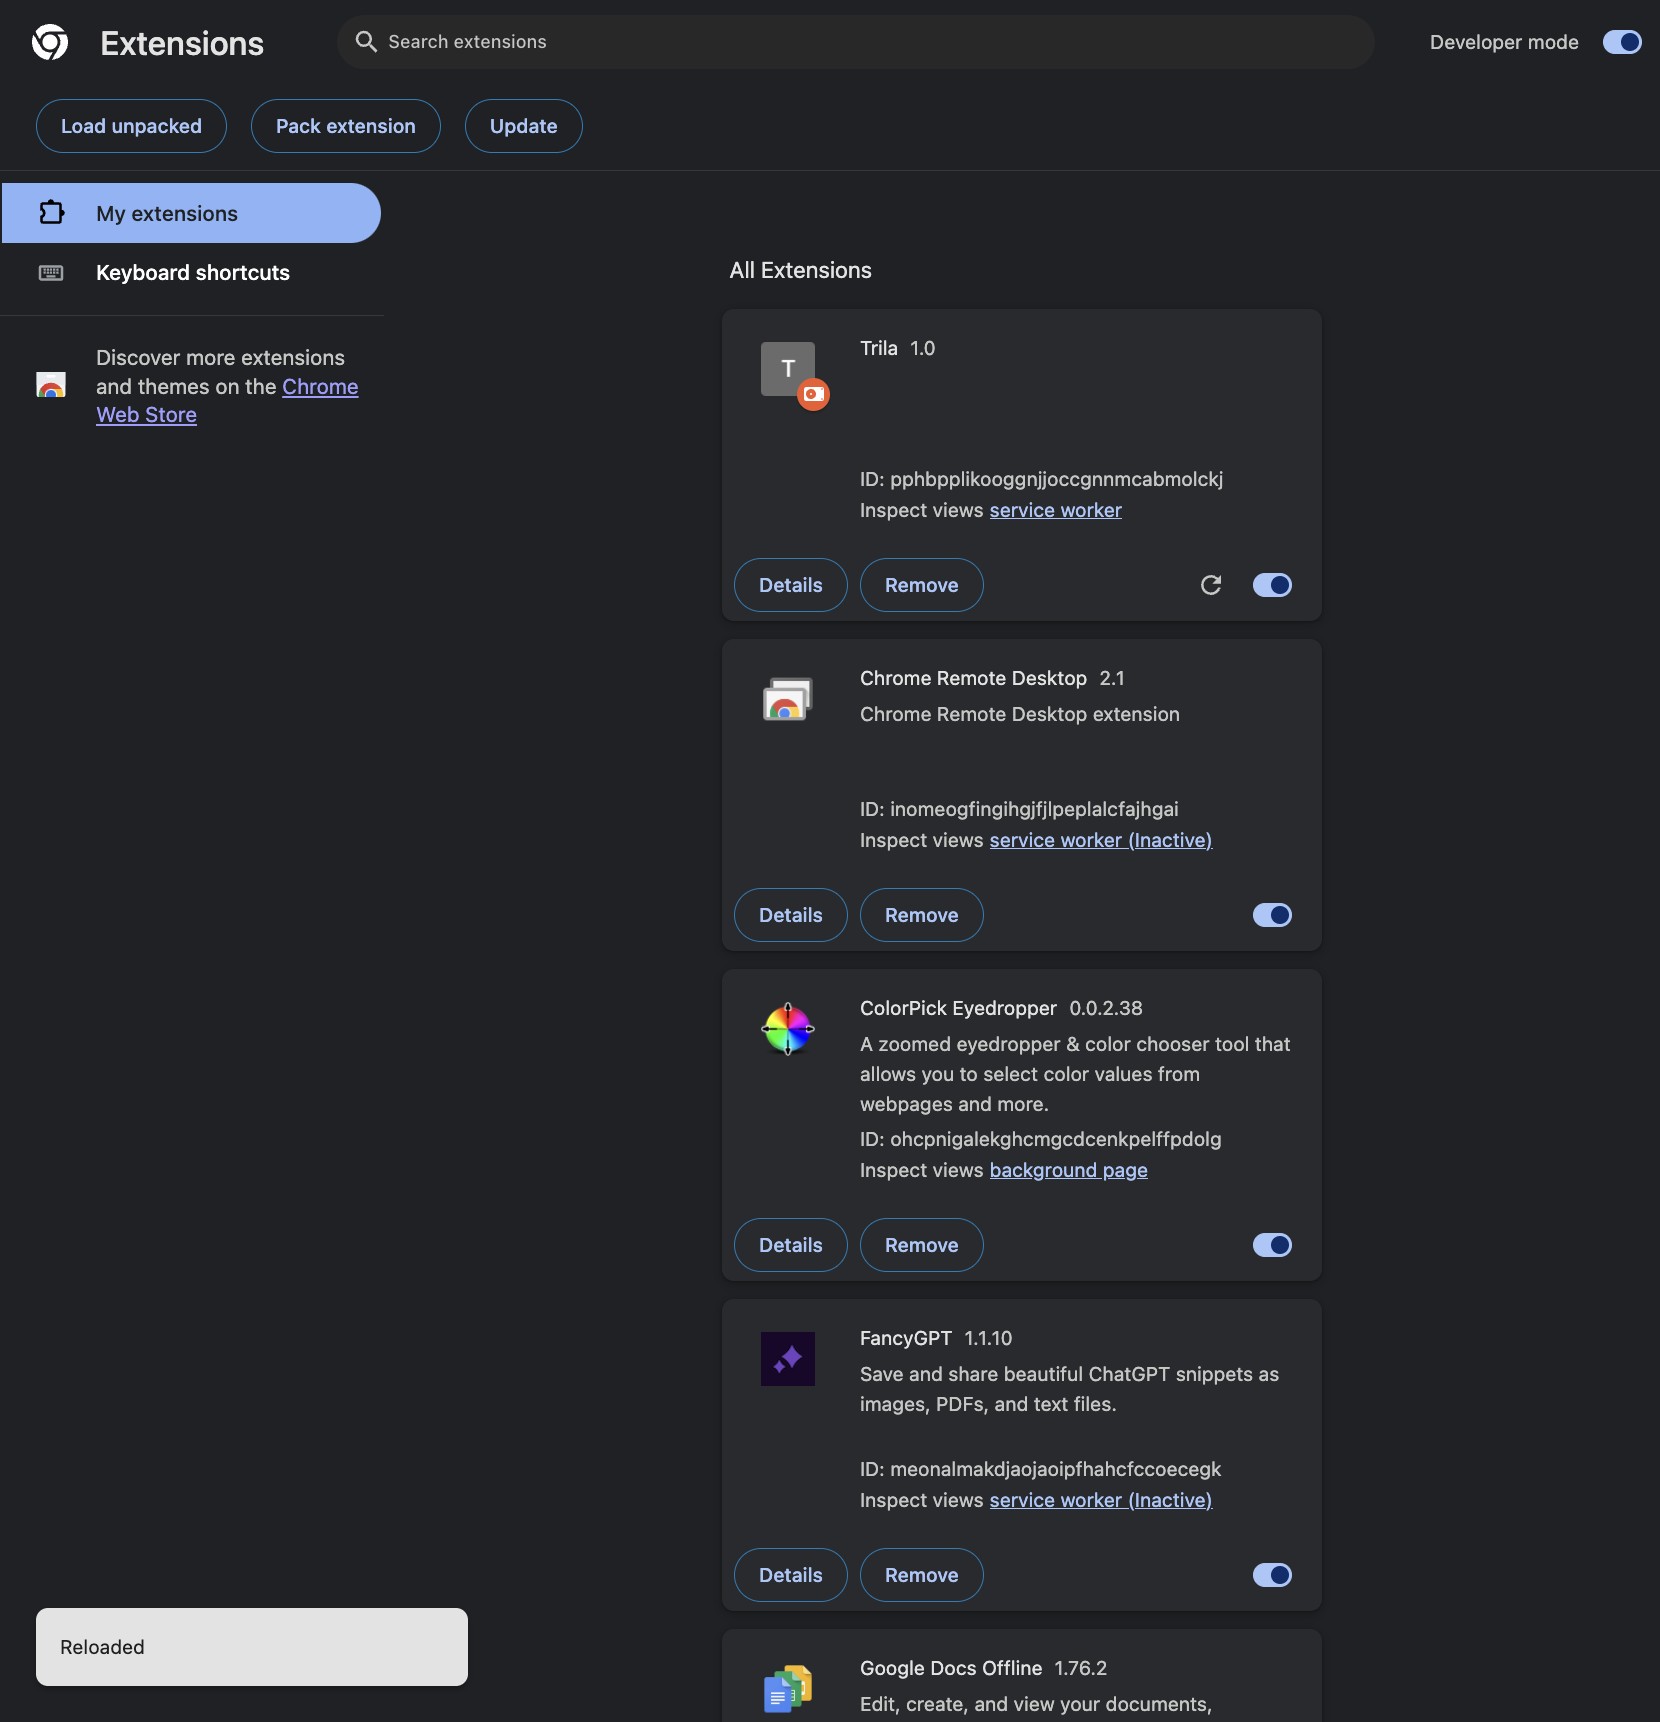 Extensions
Search extensions
Developer mode
Load unpacked
Pack extension
Update
My extensions
Keyboard shortcuts
Discover more extensions
and themes on the Chrome
Web Store
All Extensions
T
Trila 1.0
ID: pphbpplikooggnjjoccgnnmcabmolckj
Inspect views service worker
Details
Remove
Chrome Remote Desktop 2.1
Chrome Remote Desktop extension
ID: inomeogfingihgjfjlpeplalcfajhgai
Inspect views service worker (Inactive)
Details
Remove
ColorPick Eyedropper 0.0.2.38
A zoomed eyedropper & color chooser tool that
allows you to select color values from
webpages and more.
ID: ohcpnigalekghcmgcdcenkpelffpdolg
Inspect views background page
Details
Remove
FancyGPT 1.1.10
Save and share beautiful ChatGPT snippets as
images, PDFs, and text files.
ID: meonalmakdjaojaoipfhahcfccoecegk
Inspect views service worker (Inactive)
Details
Remove
Google Docs Offline 1.76.2
Edit, create, and view your documents,
Reloaded